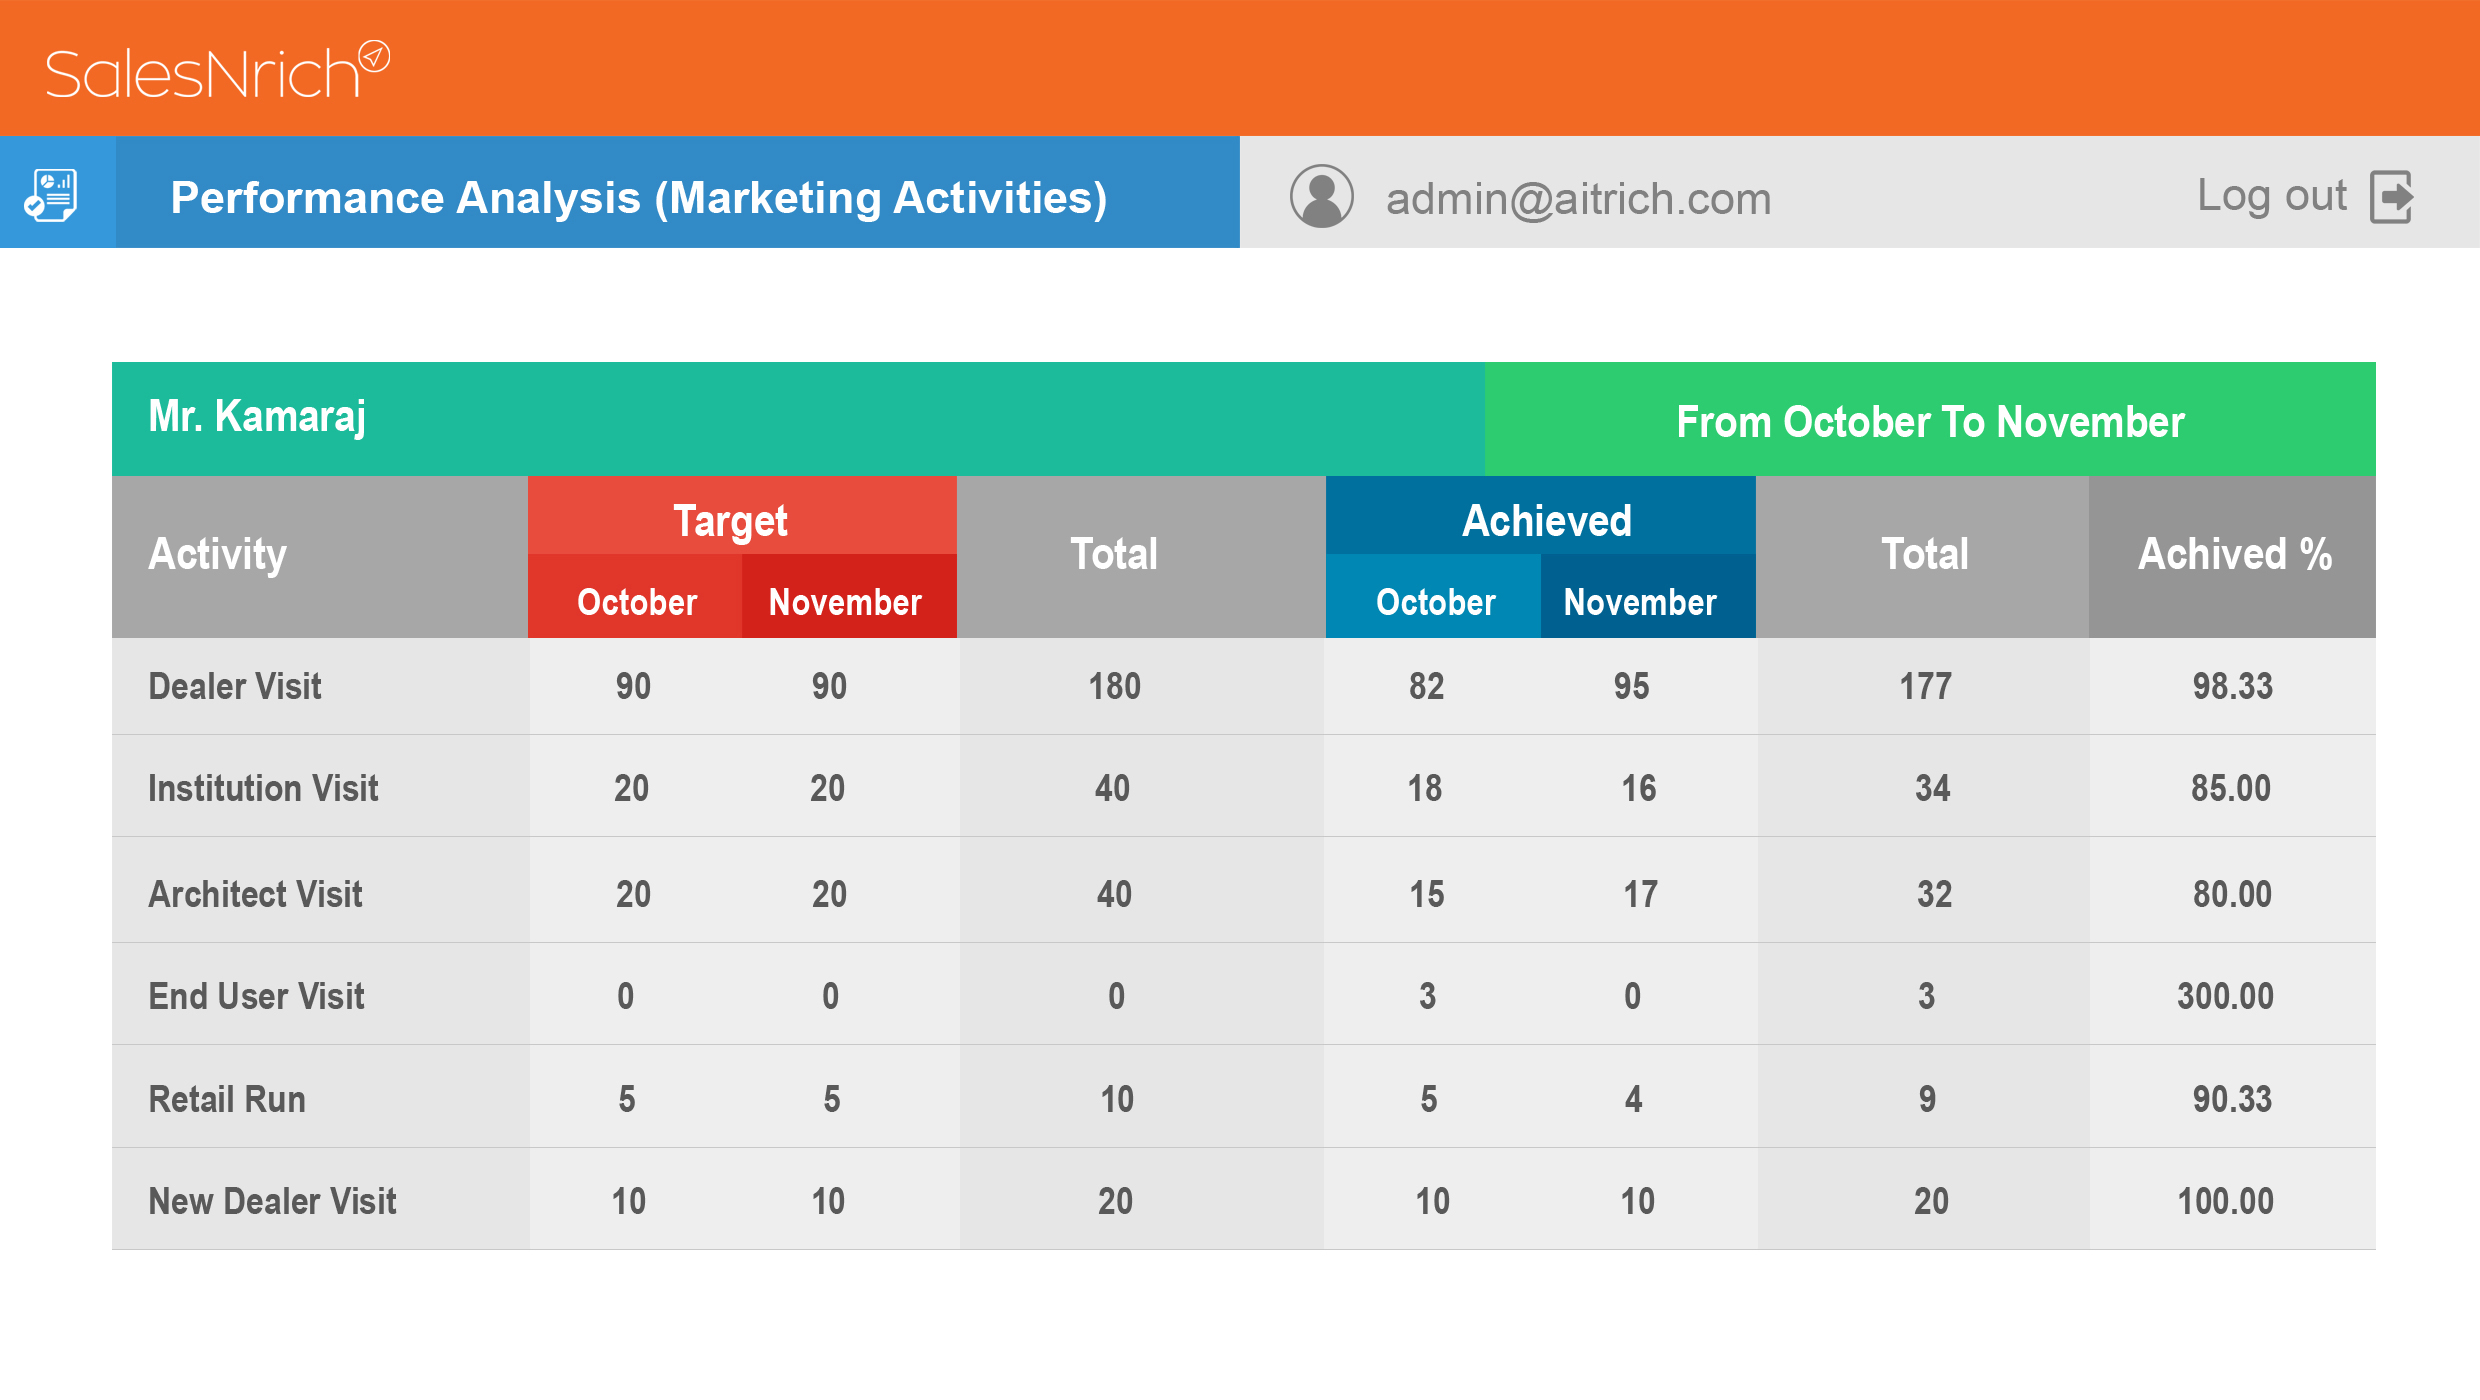 SalesNrich
Performance Analysis (Marketing Activities)
admin@aitrich.com
Log out
Mr. Kamaraj
From October To November
Activity
Target
October November
Total
Achieved
October November
Total
Achived %
Dealer Visit 90 90 180 82 95 177 98.33
Institution Visit 20 20 40 18 16 34 85.00
Architect Visit 20 20 40 15 17 32 80.00
End User Visit 0 0 0 3 0 3 300.00
Retail Run 5 5 10 5 4 9 90.33
New Dealer Visit 10 10 20 10 10 20 100.00